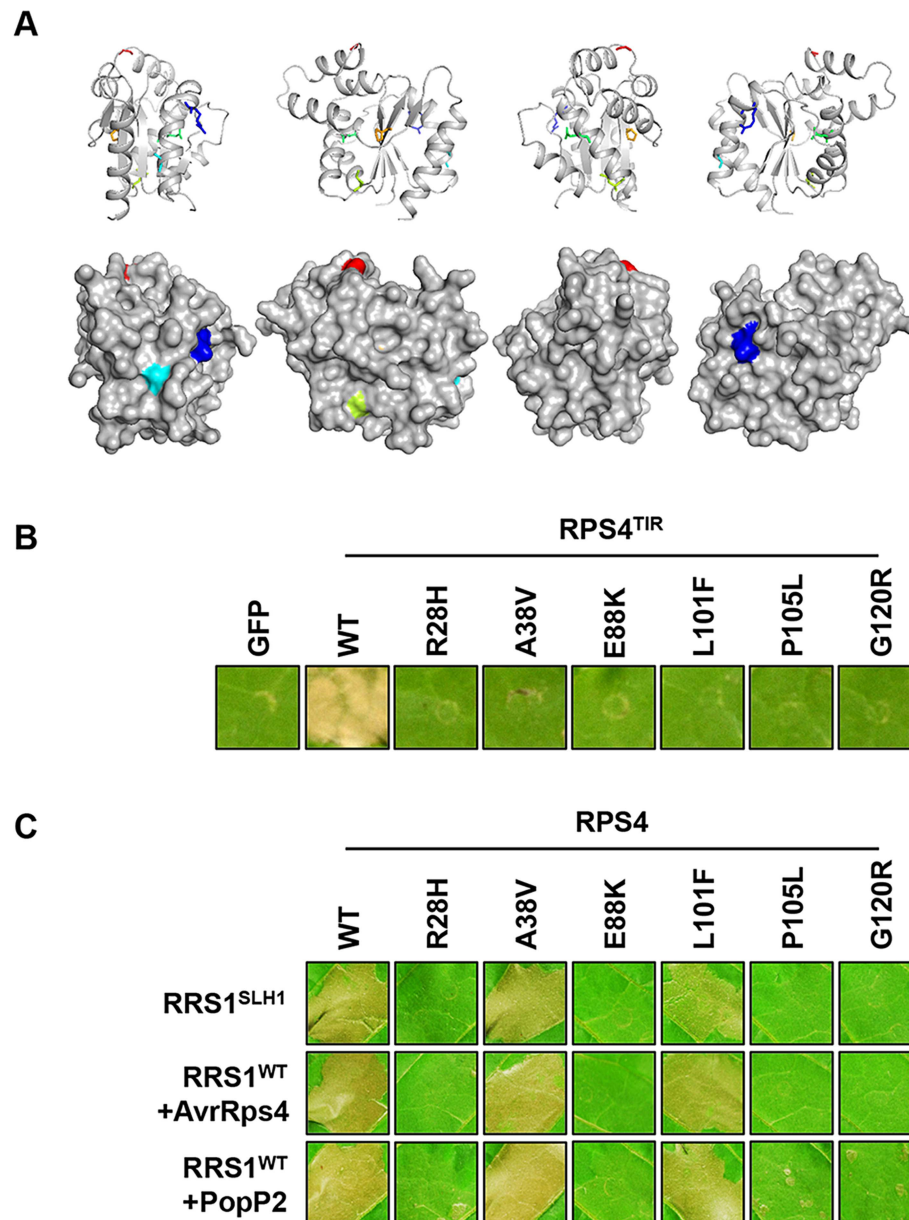 A
B
RPS4TIR
GFP
WT
R28H
A38V
E88K
L101F
P105L
G120R
C
RPS4
WT
R28H
A38V
E88K
L101F
P105L
G120R
RRS1SLH1
RRS1WT
+AvrRps4
RRS1WT
+PopP2